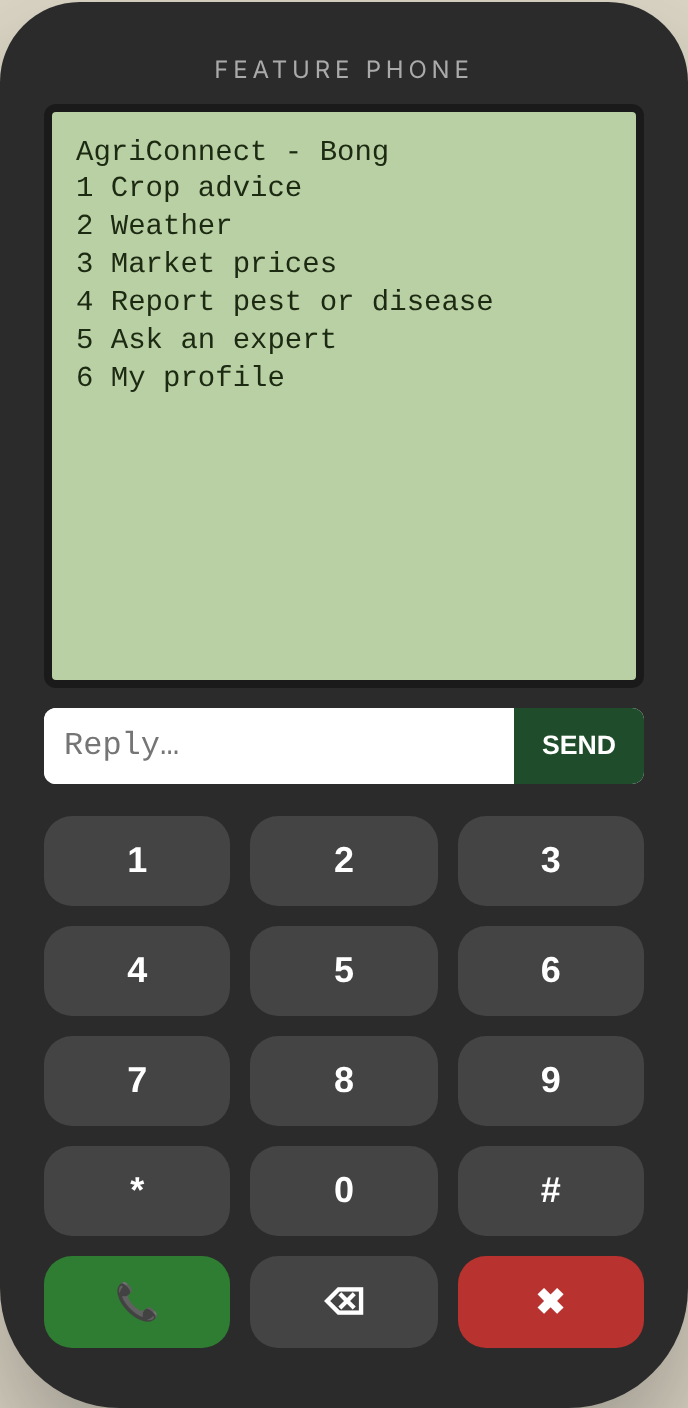 FEATURE PHONE
AgriConnect - Bong
1 Crop advice
2 Weather
3 Market prices
4 Report pest or disease
5 Ask an expert
6 My profile
Reply…
SEND
1 2 3
4 5 6
7 8 9
* 0 #